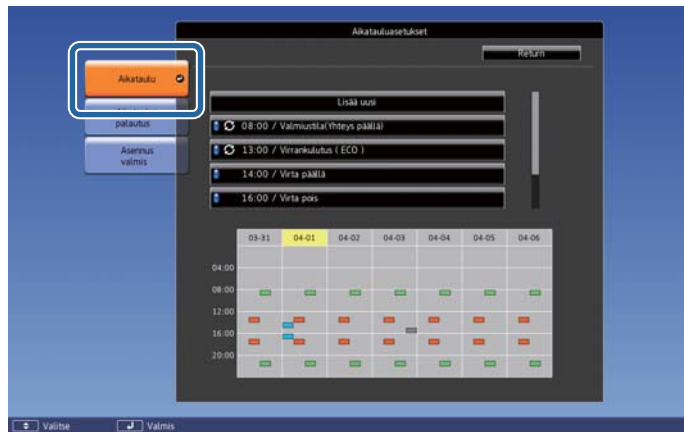 Aikatauluasetukset
Return
Aikataulu
palautus
Asennus
valmis
Lisää uusi
08:00 / Valmiustila(Yhteys päällä)
13:00 / Virrankulutus ( ECO )
14:00 / Virta päällä
16:00 / Virta pois
03-31 04-01 04-02 04-03 04-04 04-05 04-06
04:00
08:00
12:00
16:00
20:00
Valitse Valmis